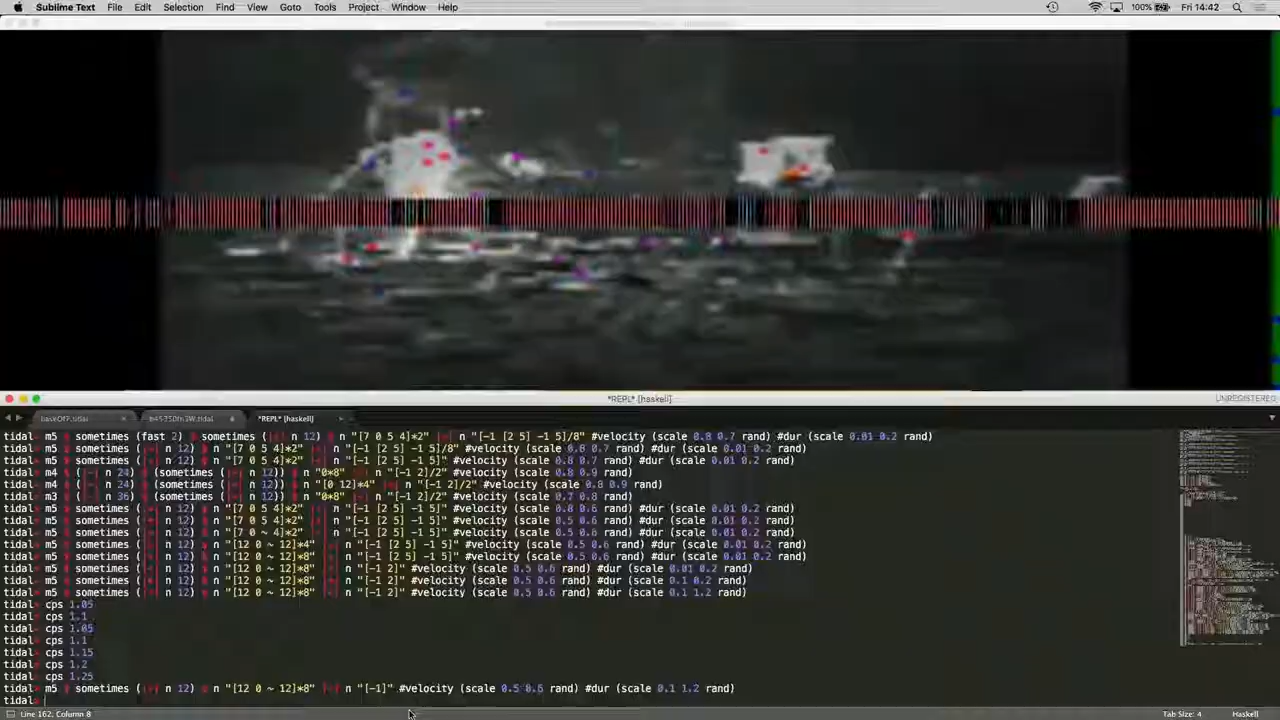 Sublime Text File Edit Selection Find View Goto Tools Project Window Help 100% Fri 14:42
*REPL* [haskell] UNREGISTERED
*REPL* [haskell]
tidal> m5 $ sometimes (fast 2) $ sometimes (|+| n 12) $ n "[7 0 5 4]*2" |+| n "[-1 [2 5] -1 5]/8" #velocity (scale 0.8 0.7 rand) #dur (scale 0.01 0.2 rand)
tidal> m5 $ sometimes (|+| n 12) $ n "[7 0 5 4]*2" |+| n "[-1 [2 5] -1 5]/8" #velocity (scale 0.7 rand) #dur (scale 0.01 0.2 rand)
tidal> m5 $ sometimes (|+| n 12) $ n "[7 0 5 4]*2" |+| n "[-1 [2 5] -1 5]" #velocity (scale 0.8 0.7 rand) #dur (scale 0.01 0.2 rand)
tidal> m4 $ (|-| n 24) $ (sometimes (|+| n 12)) $ n "0*8" |+| n "[-1 2]/2" #velocity (scale 0.8 0.9 rand)
tidal> m4 $ (|-| n 24) $ (sometimes (|+| n 12)) $ n "[0 12]*4" |+| n "[-1 2]/2" #velocity (scale 0.8 0.9 rand)
tidal> m3 $ (|-| n 36) $ (sometimes (|+| n 12)) $ n "0*8" |+| n "[-1 2]/2" #velocity (scale 0.7 0.8 rand)
tidal> m5 $ sometimes (|+| n 12) $ n "[7 0 5 4]*2" |+| n "[-1 [2 5] -1 5]" #velocity (scale 0.8 0.6 rand) #dur (scale 0.01 0.2 rand)
tidal> m5 $ sometimes (|+| n 12) $ n "[7 0 5 4]*2" |+| n "[-1 [2 5] -1 5]" #velocity (scale 0.5 0.6 rand) #dur (scale 0.01 0.2 rand)
tidal> m5 $ sometimes (|+| n 12) $ n "[7 0 ~ 4]*2" |+| n "[-1 [2 5] -1 5]" #velocity (scale 0.5 0.6 rand) #dur (scale 0.01 0.2 rand)
tidal> m5 $ sometimes (|+| n 12) $ n "[12 0 ~ 12]*4" |+| n "[-1 [2 5] -1 5]" #velocity (scale 0.5 0.6 rand) #dur (scale 0.01 0.2 rand)
tidal> m5 $ sometimes (|+| n 12) $ n "[12 0 ~ 12]*8" |+| n "[-1 [2 5] -1 5]" #velocity (scale 0.5 0.6 rand) #dur (scale 0.01 0.2 rand)
tidal> m5 $ sometimes (|+| n 12) $ n "[12 0 ~ 12]*8" |+| n "[-1 2]" #velocity (scale 0.5 0.6 rand) #dur (scale 0.01 0.2 rand)
tidal> m5 $ sometimes (|+| n 12) $ n "[12 0 ~ 12]*8" |+| n "[-1 2]" #velocity (scale 0.5 0.6 rand) #dur (scale 0.1 0.2 rand)
tidal> m5 $ sometimes (|+| n 12) $ n "[12 0 ~ 12]*8" |+| n "[-1 2]" #velocity (scale 0.5 0.6 rand) #dur (scale 0.1 1.2 rand)
tidal> cps 1.05
tidal> cps 1.1
tidal> cps 1.05
tidal> cps 1.1
tidal> cps 1.15
tidal> cps 1.2
tidal> cps 1.25
tidal> m5 $ sometimes (|+| n 12) $ n "[12 0 ~ 12]*8" |+| n "[-1]" #velocity (scale 0.5 0.6 rand) #dur (scale 0.1 1.2 rand)
tidal>
Line 162, Column 8 Tab Size: 4 Haskell